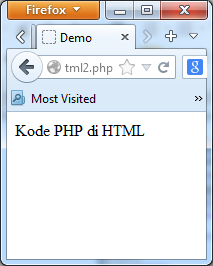 Firefox
Demo
tml2.php
Most Visited
Kode PHP di HTML